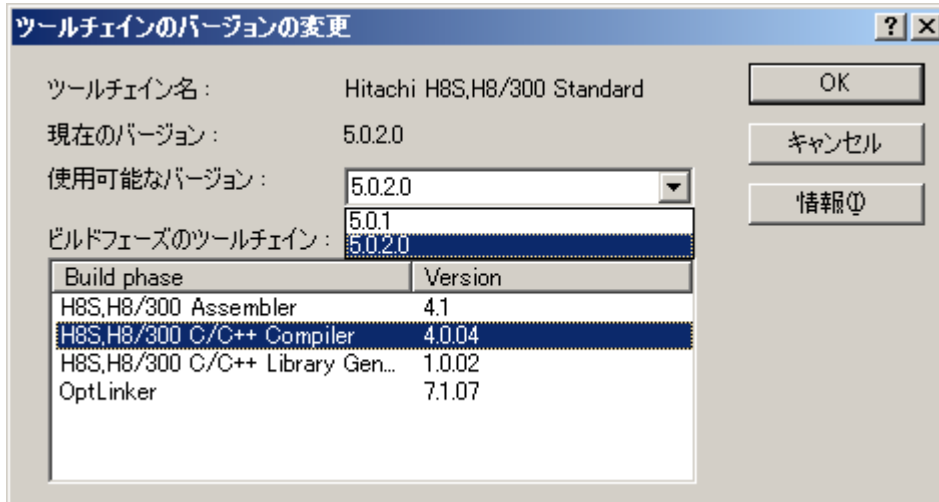 ツールチェインのバージョンの変更
ツールチェイン名： Hitachi H8S,H8/300 Standard
OK
現在のバージョン： 5.0.2.0
キャンセル
使用可能なバージョン： 5.0.2.0
情報(I)
5.0.1
ビルドフェーズのツールチェイン： 5.0.2.0
Build phase Version
H8S,H8/300 Assembler 4.1
H8S,H8/300 C/C++ Compiler 4.0.04
H8S,H8/300 C/C++ Library Gen... 1.0.02
OptLinker 7.1.07